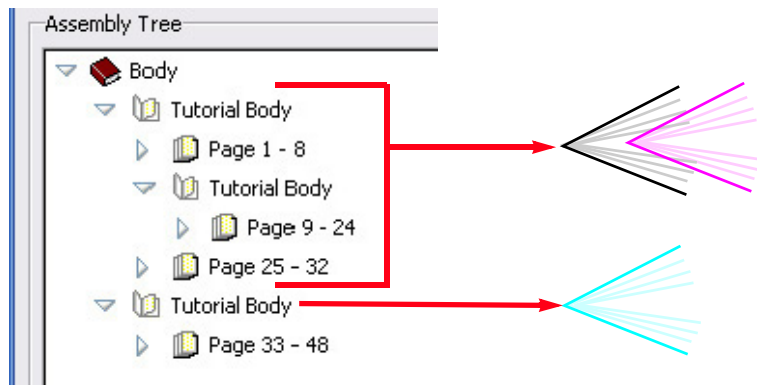 Assembly Tree
Body
Tutorial Body
Page 1 - 8
Tutorial Body
Page 9 - 24
Page 25 - 32
Tutorial Body
Page 33 - 48